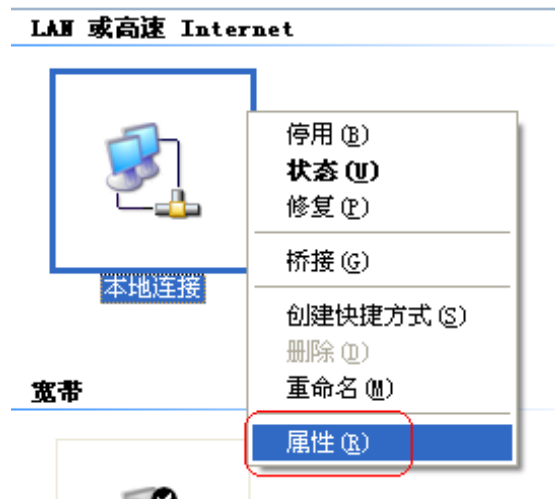 LAN 或高速 Internet
停用(B)
状态(U)
修复(P)
桥接(G)
本地连接
创建快捷方式(S)
删除(D)
重命名(M)
宽带
属性(R)